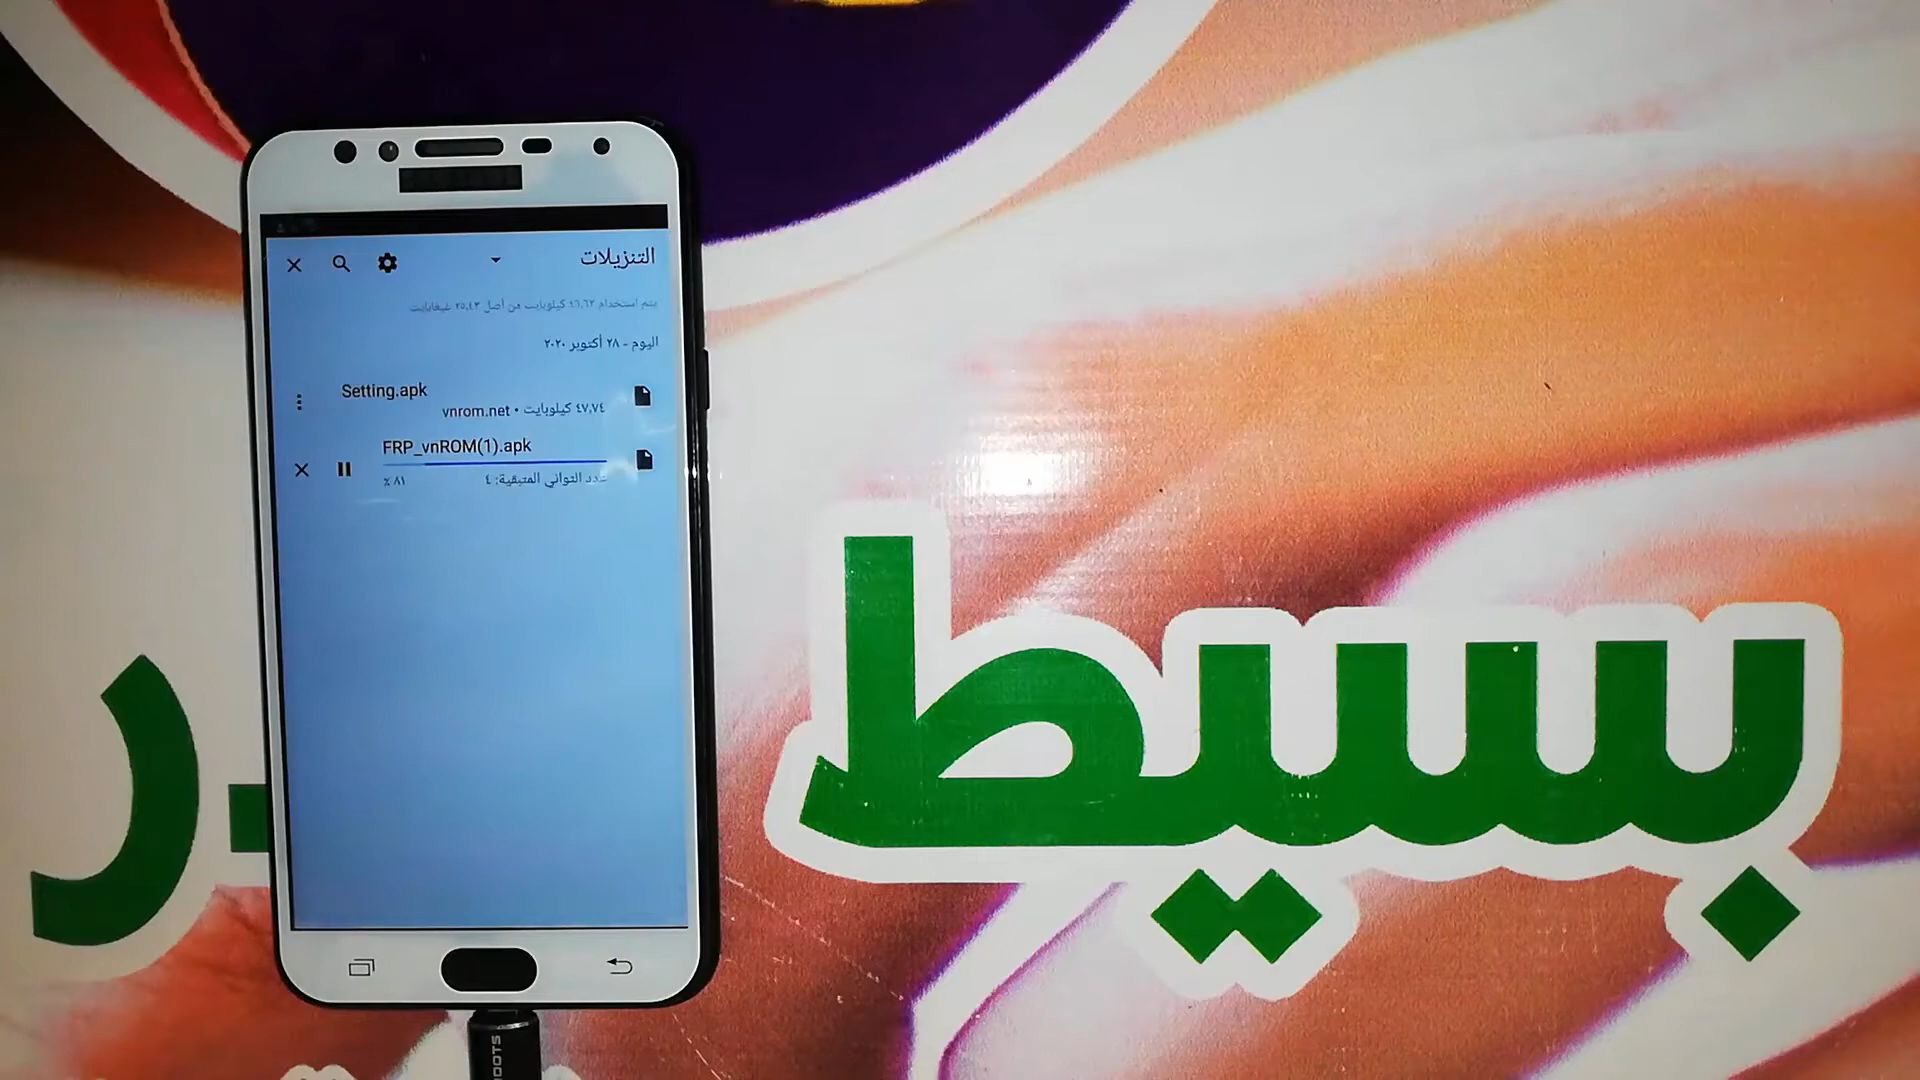 التنزيلات
يتم استخدام ٤٦,٦٢ كيلوبايت من أصل ٢٥,٤٣ غيغابايت
اليوم - ٢٨ أكتوبر ٢٠٢٠
Setting.apk
٤٧,٧٤ كيلوبايت • vnrom.net
FRP_vnROM(1).apk
عدد الثواني المتبقية: ٤
٨١ ٪
بسيط